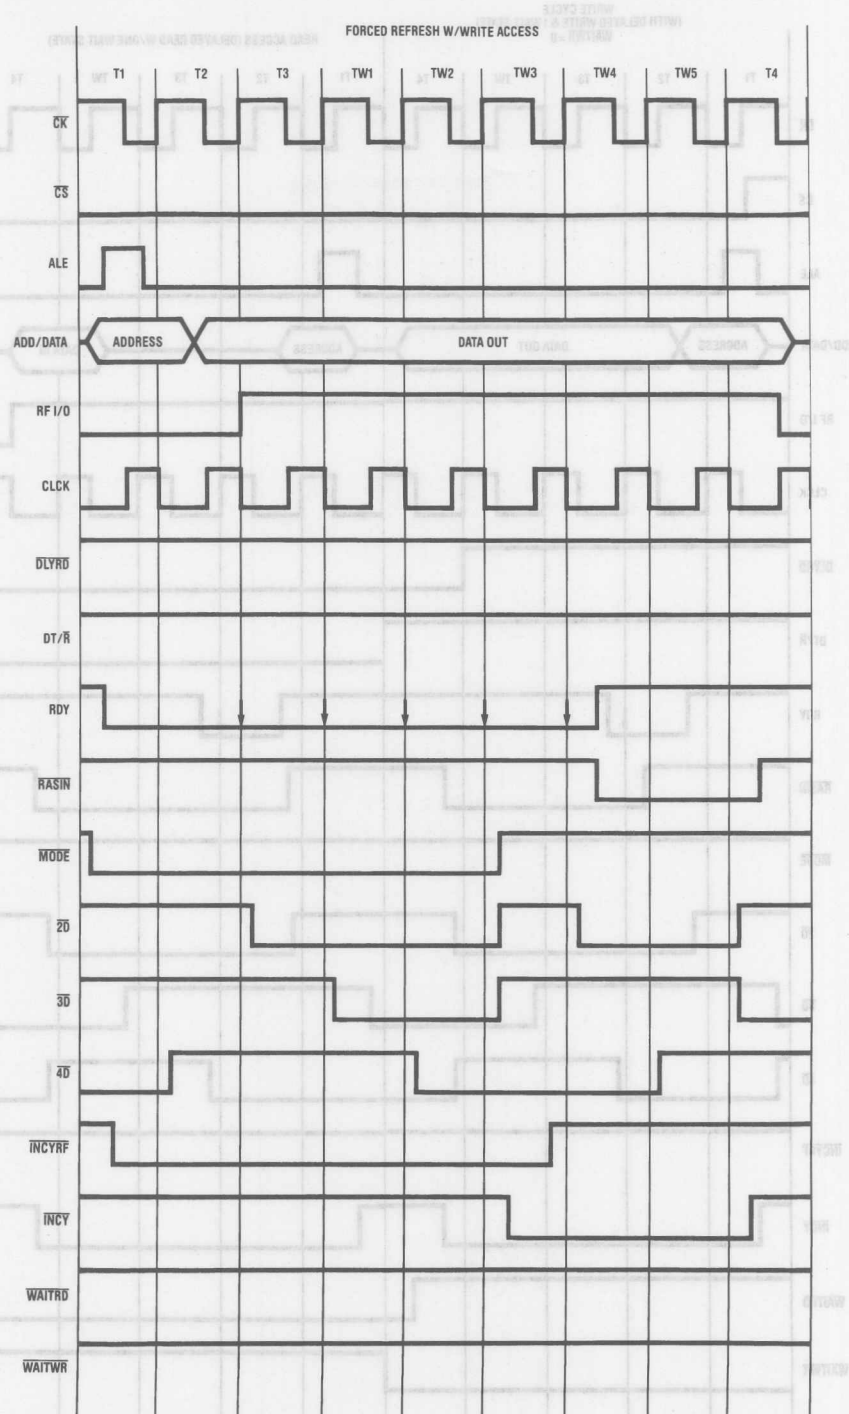 FORCED REFRESH W/WRITE ACCESS
T1 T2 T3 TW1 TW2 TW3 TW4 TW5 T4
CK
CS
ALE
ADD/DATA ADDRESS DATA OUT
RF I/O
CLCK
DLYRD
DT/R
RDY
RASIN
MODE
2D
3D
4D
INCYRF
INCY
WAITRD
WAITWR